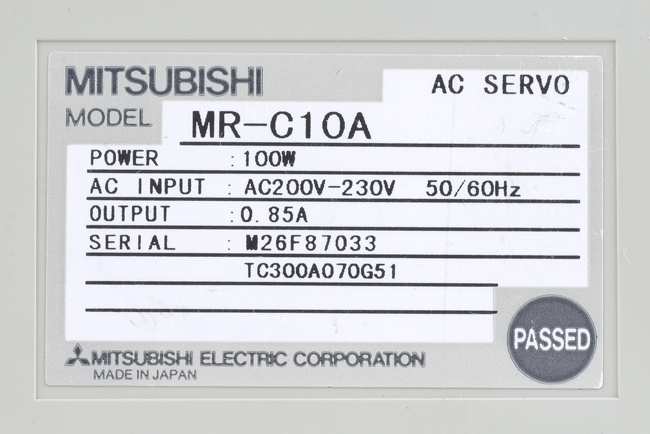 MITSUBISHI AC SERVO
MODEL MR-C10A
POWER : 100W
AC INPUT : AC200V-230V 50/60Hz
OUTPUT : 0.85A
SERIAL : M26F87033
TC300A070G51
PASSED
MITSUBISHI ELECTRIC CORPORATION
MADE IN JAPAN